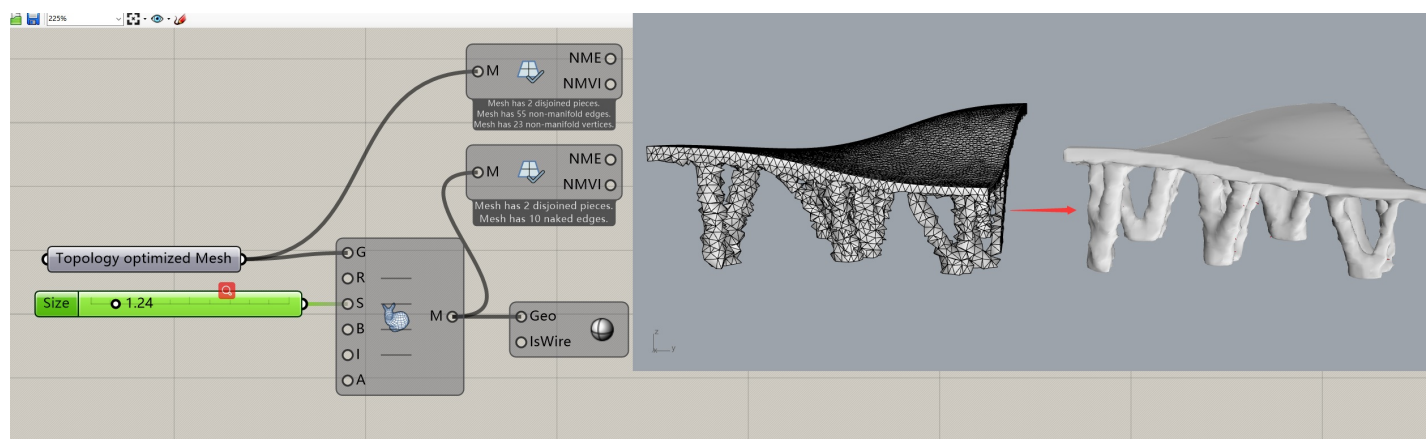 225%
M
NME
NMVI
Mesh has 2 disjoined pieces.
Mesh has 55 non-manifold edges.
Mesh has 23 non-manifold vertices.
M
NME
NMVI
Mesh has 2 disjoined pieces.
Mesh has 10 naked edges.
Topology optimized Mesh
Size
1.24
G
R
S
B
I
A
M
Geo
IsWire
z
y